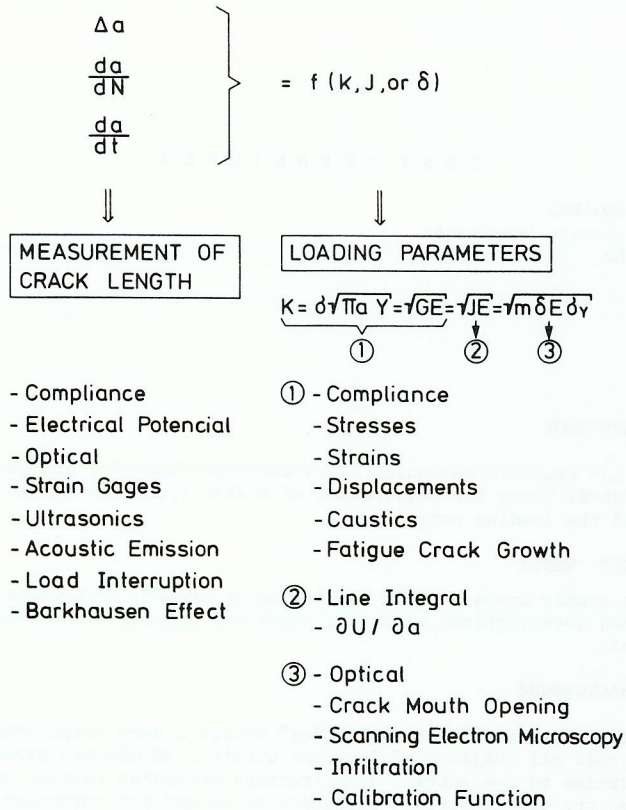 Δa
da
dN
da
dt
= f (K, J, or δ)
⇓ ⇓
MEASUREMENT OF
CRACK LENGTH
LOADING PARAMETERS
K = σ√πa Y = √GE = √JE = √mδEσY
① ② ③
- Compliance
- Electrical Potencial
- Optical
- Strain Gages
- Ultrasonics
- Acoustic Emission
- Load Interruption
- Barkhausen Effect
① - Compliance
- Stresses
- Strains
- Displacements
- Caustics
- Fatigue Crack Growth
② - Line Integral
- ∂U / ∂a
③ - Optical
- Crack Mouth Opening
- Scanning Electron Microscopy
- Infiltration
- Calibration Function